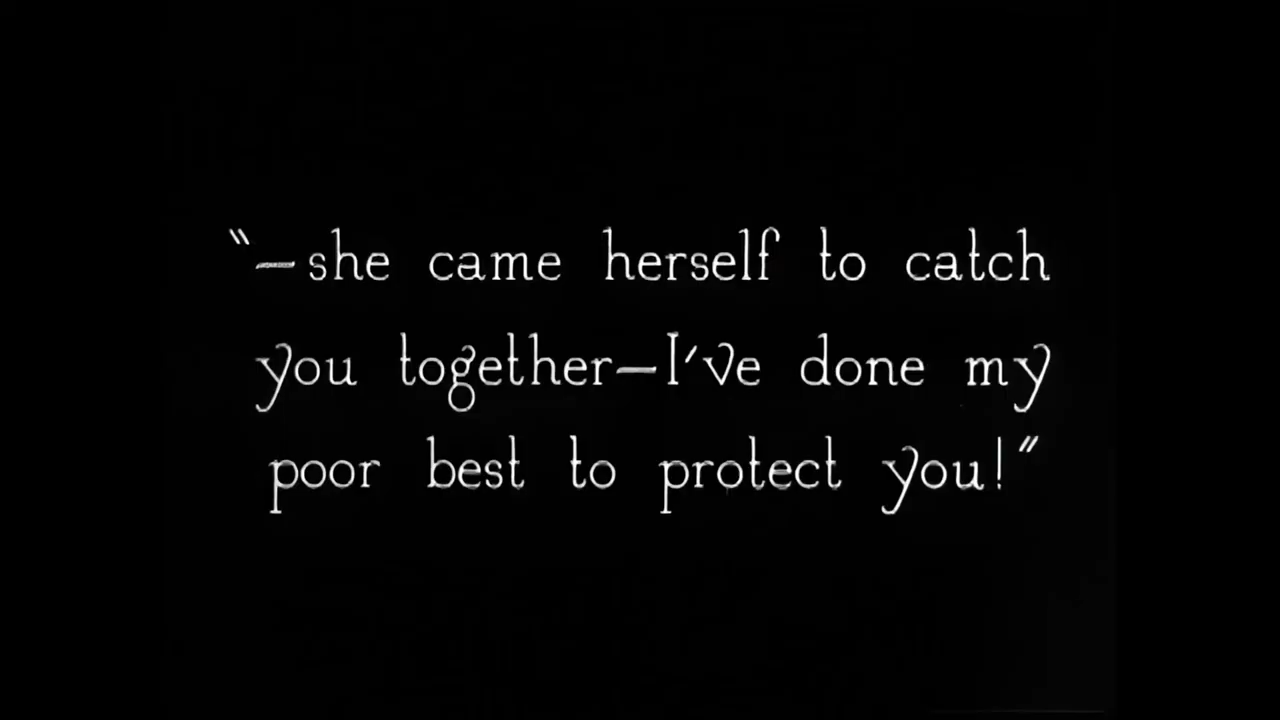 “—she came herself to catch
you together—I've done my
poor best to protect you!”